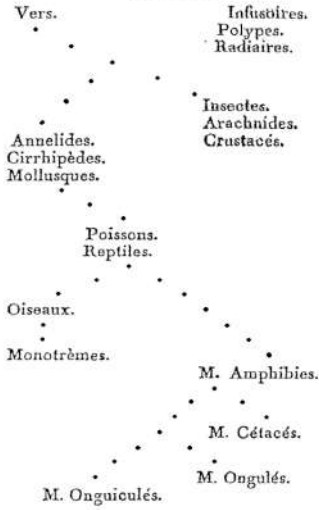 Vers.
Infusoires.
Polypes.
Radiaires.
Insectes.
Arachnides.
Crustacés.
Annelides.
Cirrhipèdes.
Mollusques.
Poissons.
Reptiles.
Oiseaux.
Monotrèmes.
M. Amphibies.
M. Cétacés.
M. Ongulés.
M. Onguiculés.